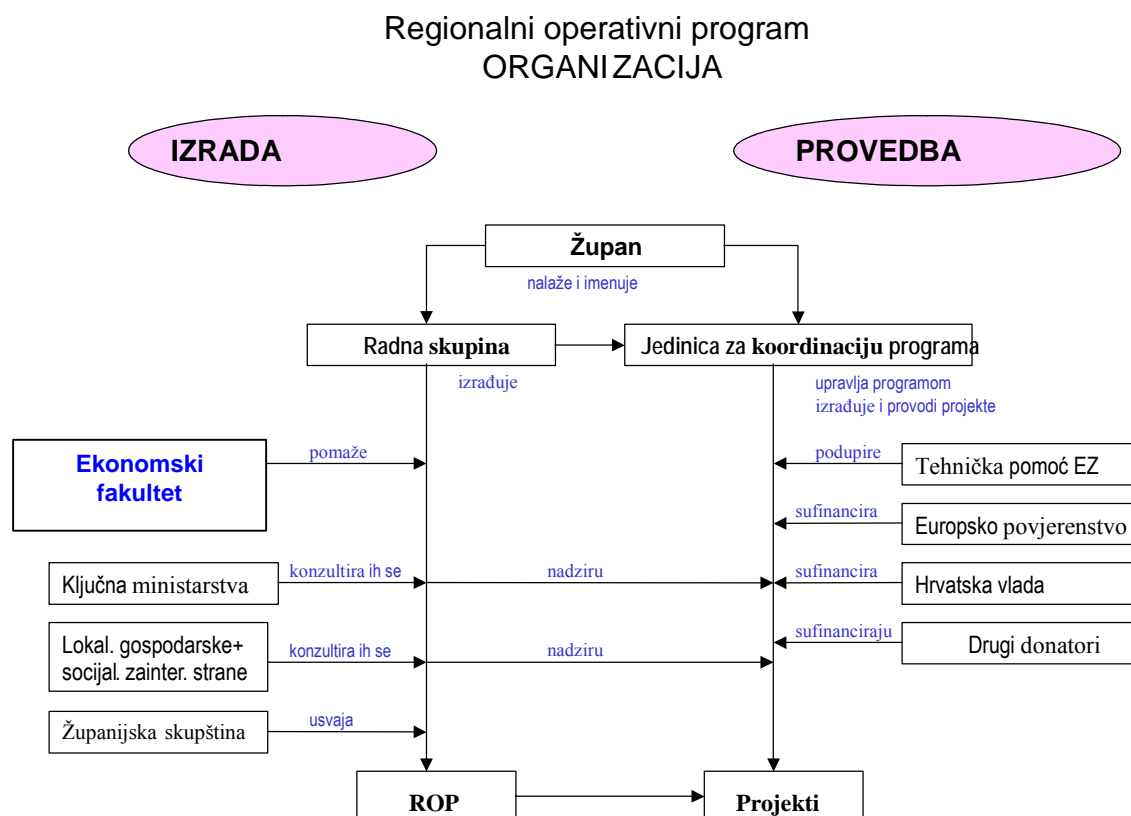 Regionalni operativni program
ORGANIZACIJA
IZRADA
PROVEDBA
Župan
nalaže i imenuje
Radna skupina
Jedinica za koordinaciju programa
izrađuje
upravlja programom
izrađuje i provodi projekte
Ekonomski
fakultet
pomaže
podupire
Tehnička pomoć EZ
sufinancira
Europsko povjerenstvo
Ključna ministarstva
konzultira ih se
nadziru
sufinancira
Hrvatska vlada
Lokal. gospodarske+
socijal. zainter. strane
konzultira ih se
nadziru
sufinanciraju
Drugi donatori
Županijska skupština
usvaja
ROP
Projekti